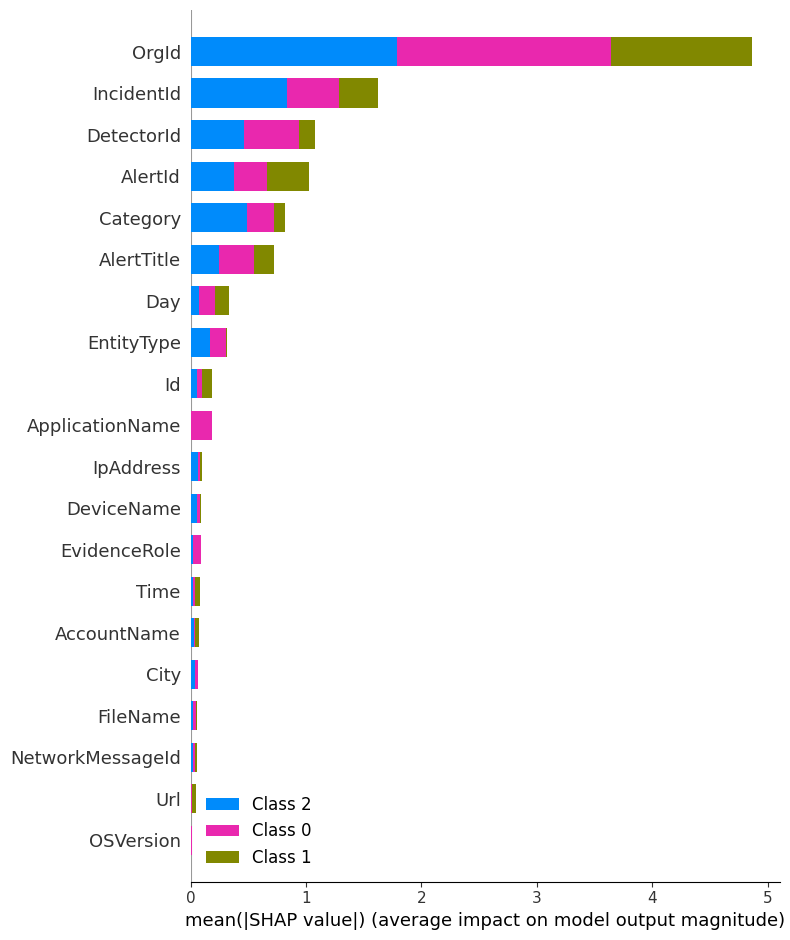 OrgId
IncidentId
DetectorId
AlertId
Category
AlertTitle
Day
EntityType
Id
ApplicationName
IpAddress
DeviceName
EvidenceRole
Time
AccountName
City
FileName
NetworkMessageId
Url
OSVersion
Class 2
Class 0
Class 1
0 1 2 3 4 5
mean(|SHAP value|) (average impact on model output magnitude)